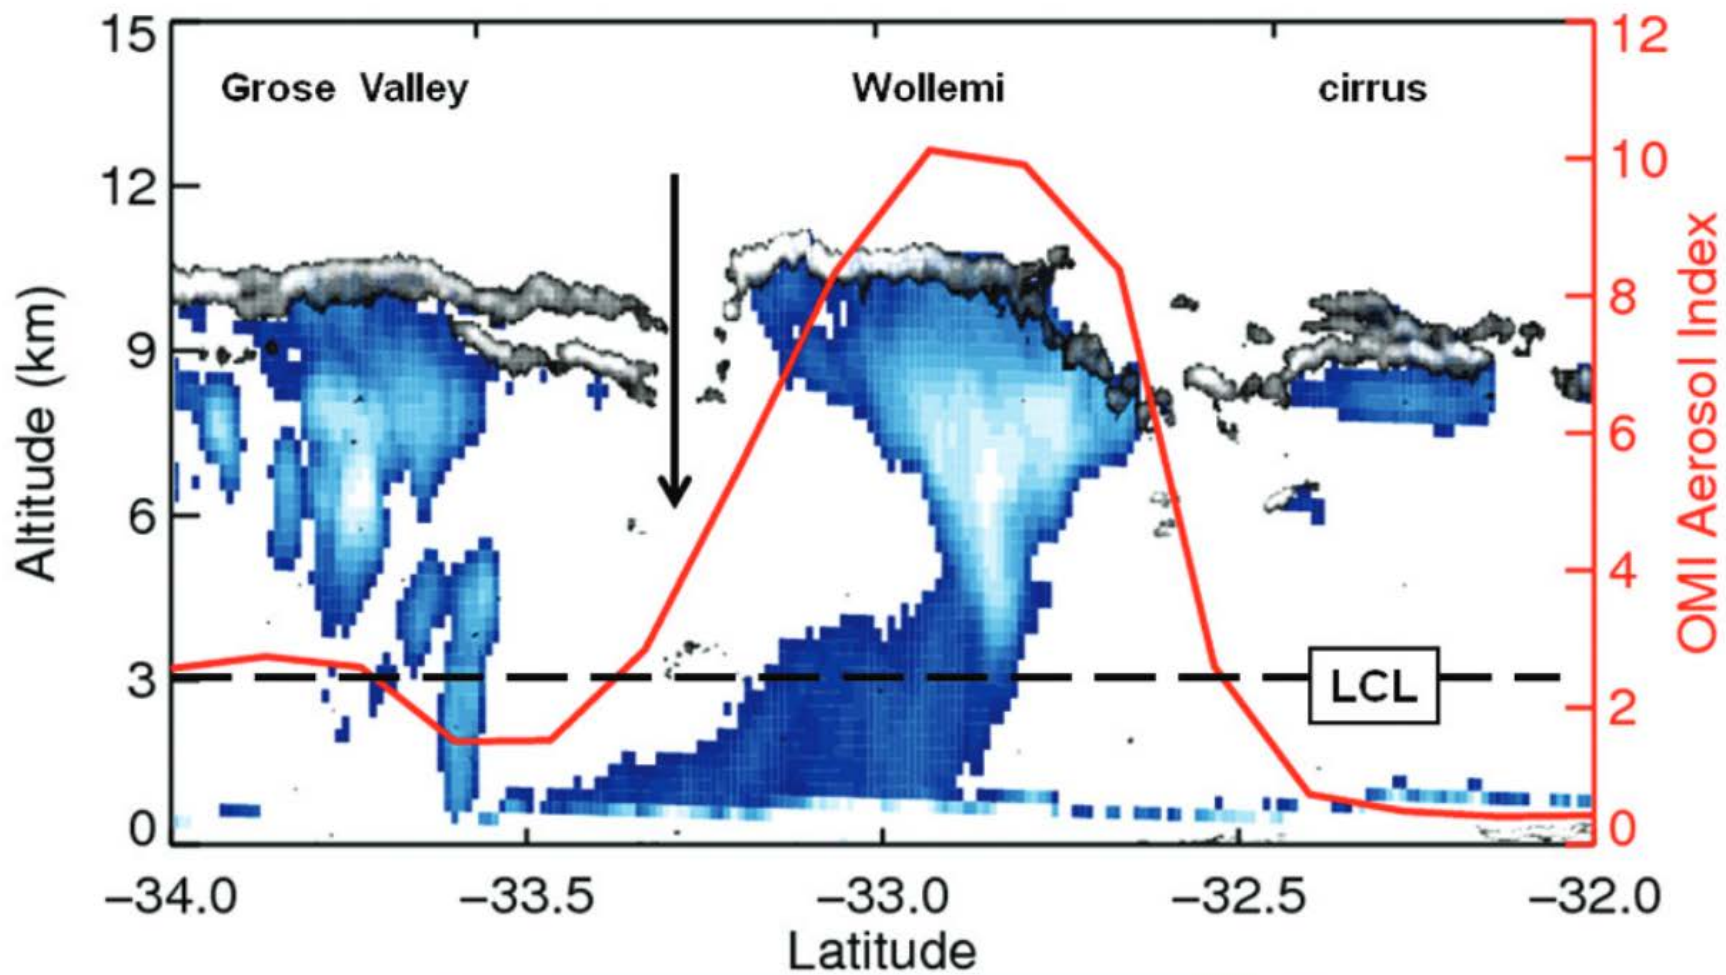 15
12
Grose Valley
Wollemi
cirrus
12
10
9
8
6
6
4
3
LCL
2
0
0
Altitude (km)
OMI Aerosol Index
−34.0
−33.5
−33.0
−32.5
−32.0
Latitude